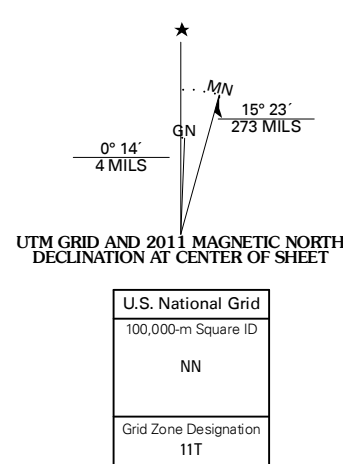 MN
15° 23´
273 MILS
GN
0° 14´
4 MILS
UTM GRID AND 2011 MAGNETIC NORTH
DECLINATION AT CENTER OF SHEET
U.S. National Grid
100,000-m Square ID
NN
Grid Zone Designation
11T